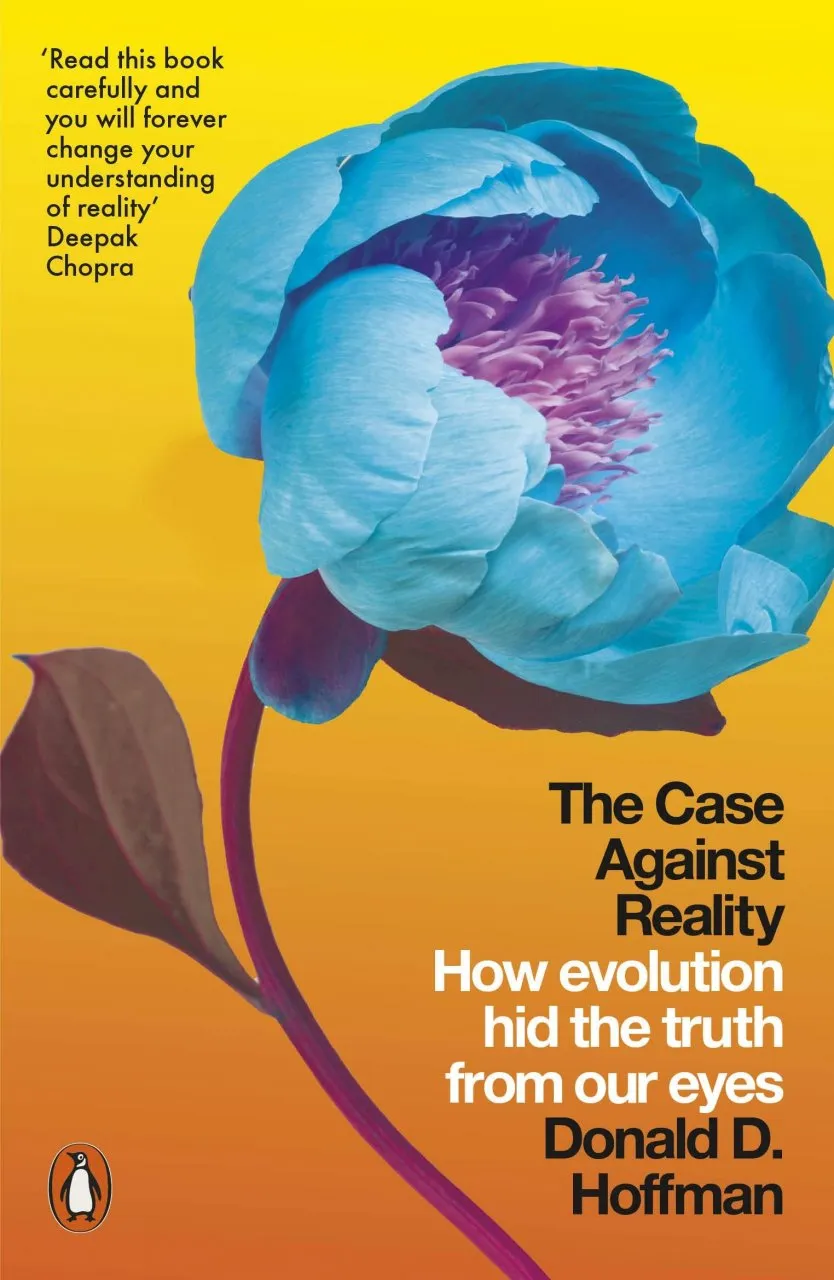 ‘Read this book
carefully and
you will forever
change your
understanding
of reality’
Deepak
Chopra
The Case
Against
Reality
How evolution
hid the truth
from our eyes
Donald D.
Hoffman